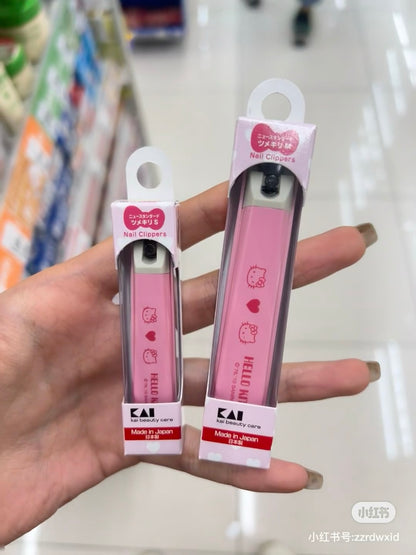 ニュースタンダード
ツメキリ M
Nail Clippers
ニュースタンダード
ツメキリ S
Nail Clippers
HELLO
HELLO
KAI
kai beauty care
Made in Japan
日本製
KAI
kai beauty care
Made in Japan
日本製
小红书
小红书号:zzrdwxid